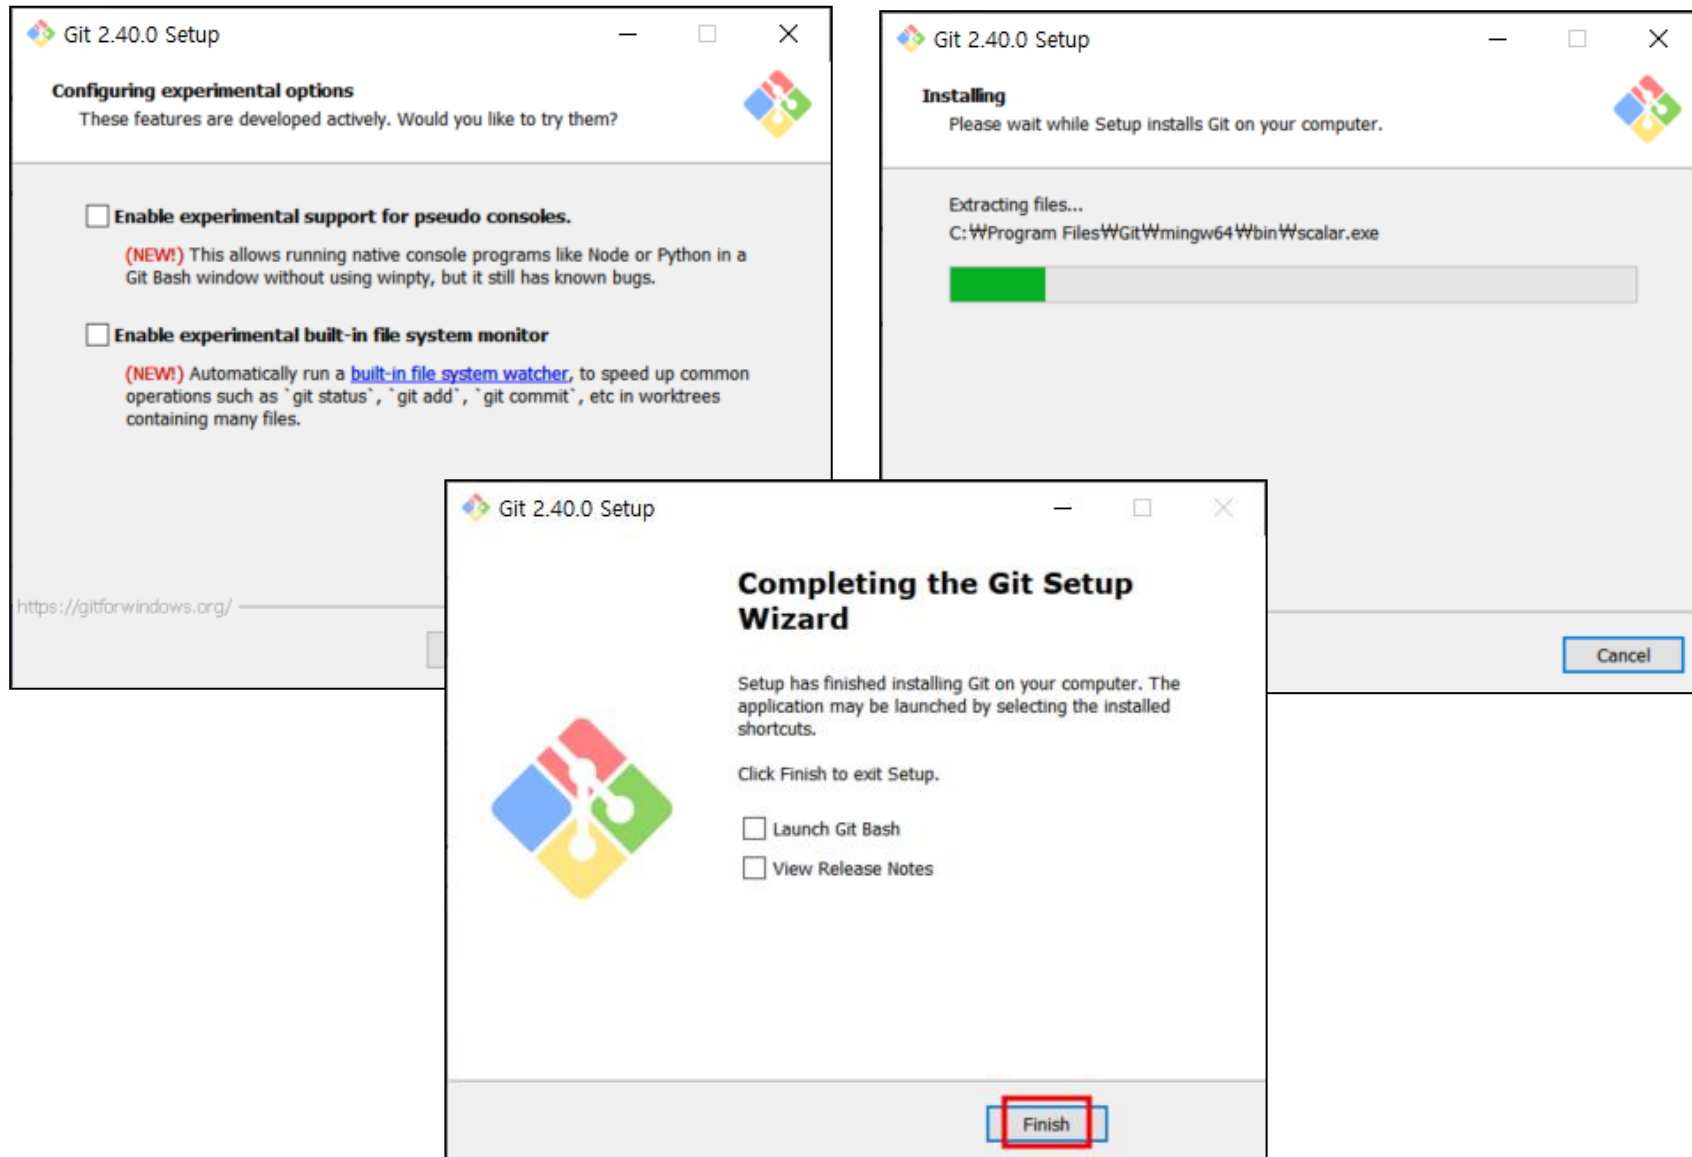 Git 2.40.0 Setup
Configuring experimental options
These features are developed actively. Would you like to try them?
Enable experimental support for pseudo consoles.
(NEW!) This allows running native console programs like Node or Python in a
Git Bash window without using winpty, but it still has known bugs.
Enable experimental built-in file system monitor
(NEW!) Automatically run a built-in file system watcher, to speed up common
operations such as `git status`, `git add`, `git commit`, etc in worktrees
containing many files.
https://gitforwindows.org/
Git 2.40.0 Setup
Installing
Please wait while Setup installs Git on your computer.
Extracting files...
C:₩Program Files₩Git₩mingw64₩bin₩scalar.exe
Cancel
Git 2.40.0 Setup
Completing the Git Setup
Wizard
Setup has finished installing Git on your computer. The
application may be launched by selecting the installed
shortcuts.
Click Finish to exit Setup.
Launch Git Bash
View Release Notes
Finish